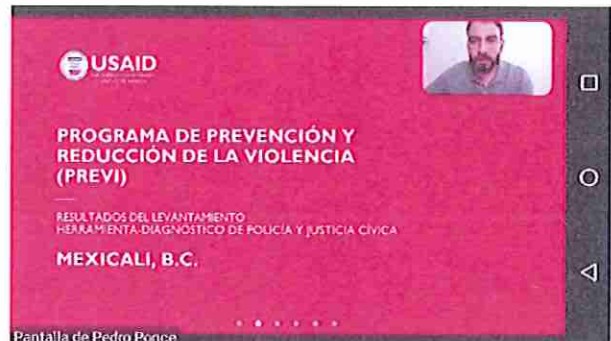 USAID
PROGRAMA DE PREVENCIÓN Y
REDUCCIÓN DE LA VIOLENCIA
(PREVI)
RESULTADOS DEL LEVANTAMIENTO
HERRAMIENTA-DIAGNÓSTICO DE POLICÍA Y JUSTICIA CÍVICA
MEXICALI, B.C.
Pantalla de Pedro Ponce